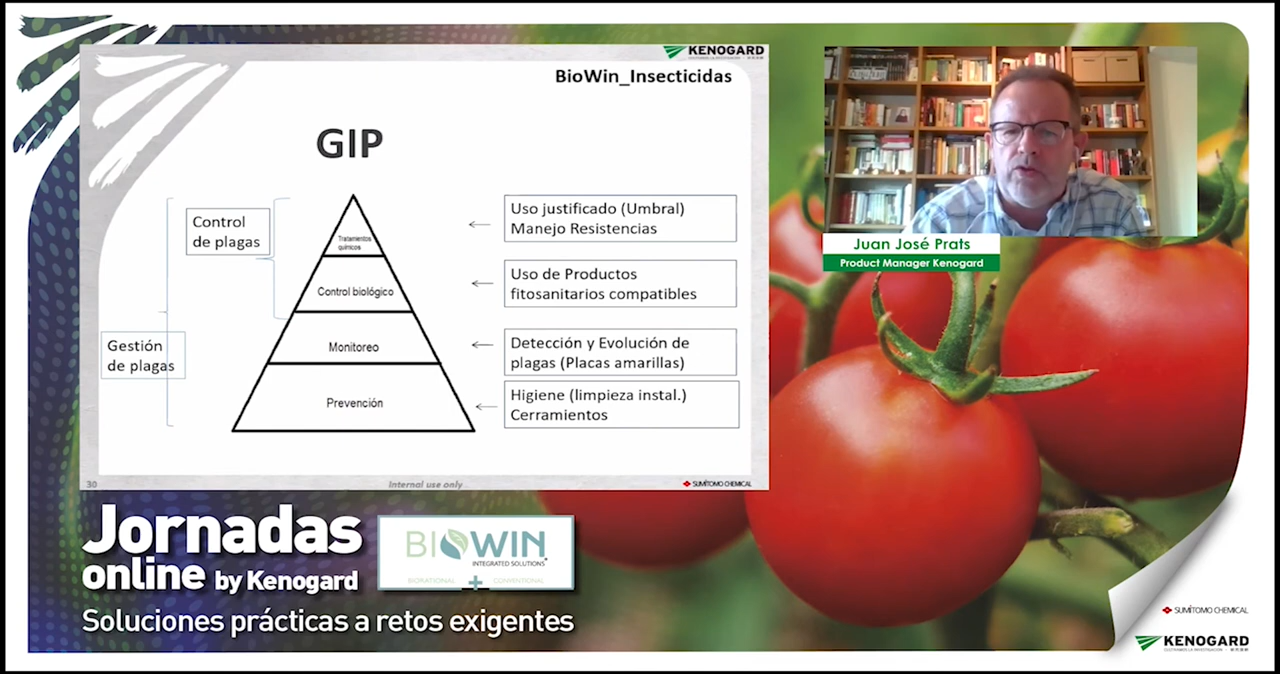 KENOGARD
BioWin_Insecticidas
GIP
Control
de plagas
Gestión
de plagas
Tratamientos
químicos
Control biológico
Monitoreo
Prevención
Uso justificado (Umbral)
Manejo Resistencias
Uso de Productos
fitosanitarios compatibles
Detección y Evolución de
plagas (Placas amarillas)
Higiene (limpieza instal.)
Cerramientos
30
Internal use only
SUMITOMO CHEMICAL
Juan José Prats
Product Manager Kenogard
Jornadas
online by Kenogard
BIOWIN
INTEGRATED SOLUTIONS
BIORATIONAL + CONVENTIONAL
Soluciones prácticas a retos exigentes
SUMITOMO CHEMICAL
KENOGARD